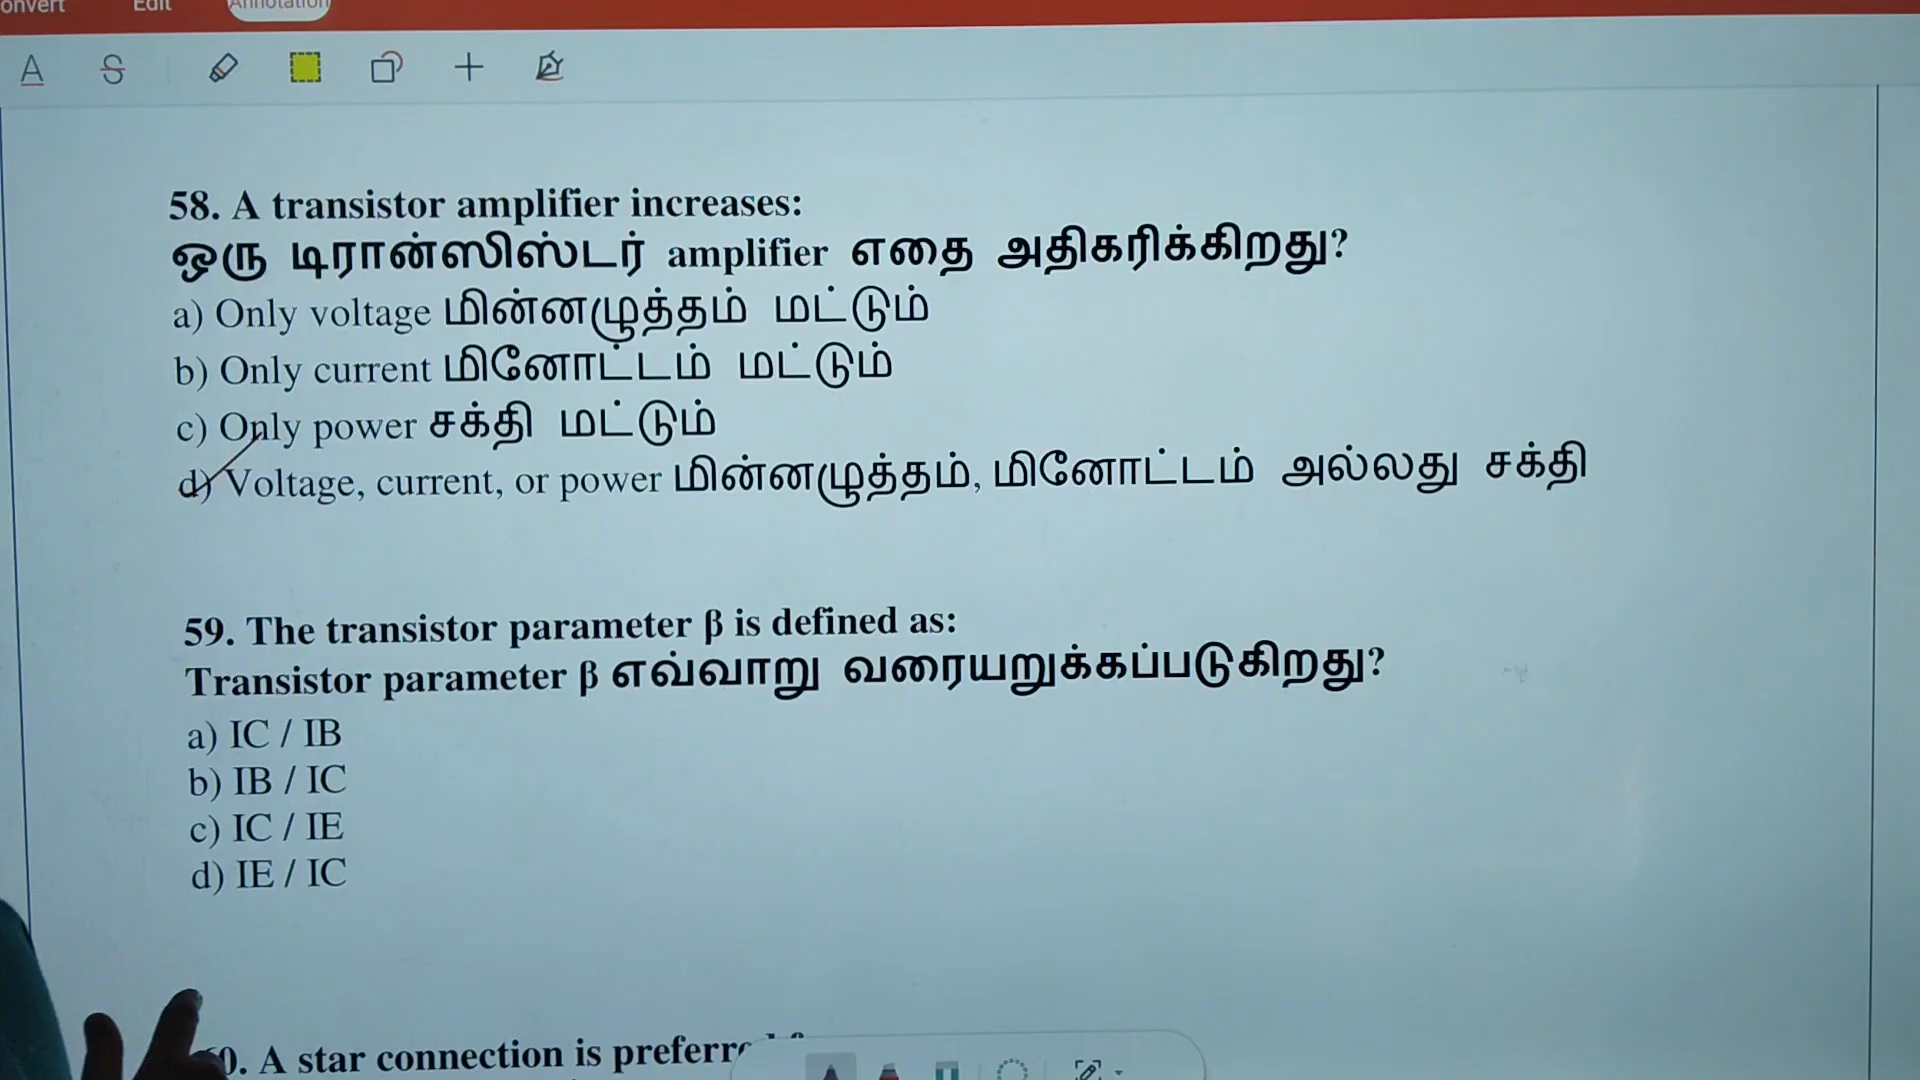 Edit
Annotation
58. A transistor amplifier increases:
ஒரு டிரான்ஸிஸ்டர் amplifier எதை அதிகரிக்கிறது?
a) Only voltage மின்னழுத்தம் மட்டும்
b) Only current மினோட்டம் மட்டும்
c) Only power சக்தி மட்டும்
d) Voltage, current, or power மின்னழுத்தம், மினோட்டம் அல்லது சக்தி
59. The transistor parameter β is defined as:
Transistor parameter β எவ்வாறு வரையறுக்கப்படுகிறது?
a) IC / IB
b) IB / IC
c) IC / IE
d) IE / IC
A star connection is